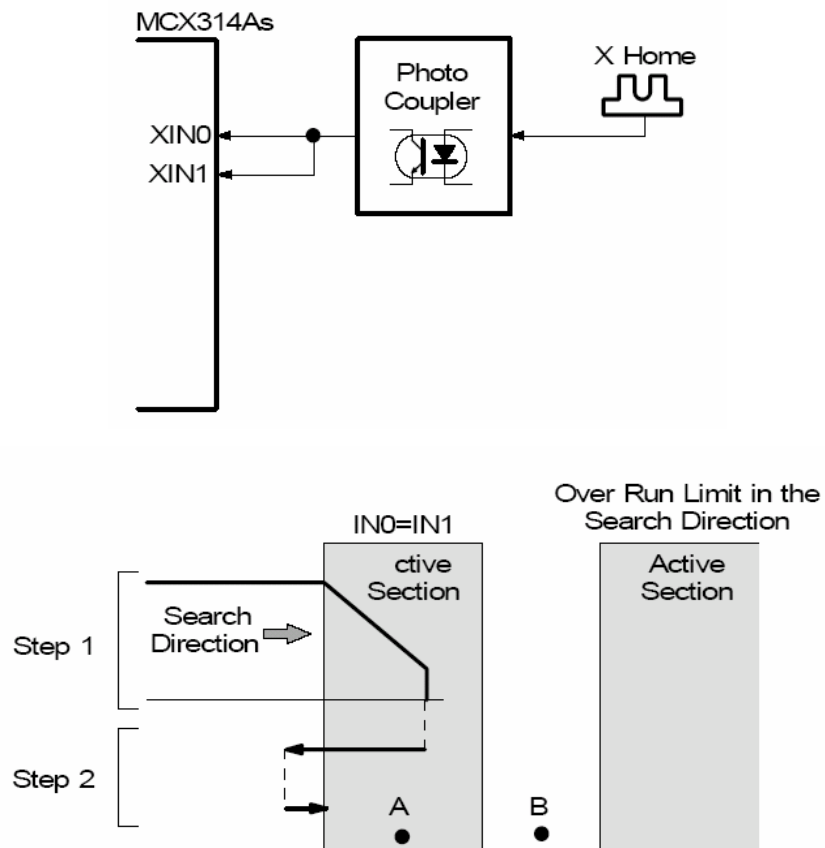 MCX314As
XIN0
XIN1
Photo
Coupler
X Home
IN0=IN1
Over Run Limit in the
Search Direction
ctive
Section
Active
Section
Step 1
Search
Direction
Step 2
A
B